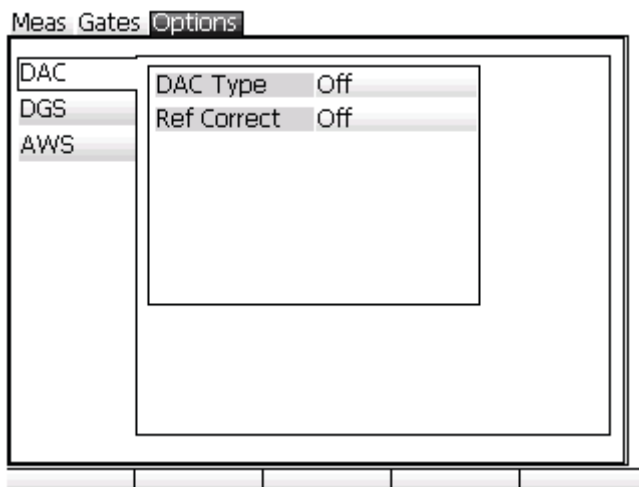 Meas Gates Options
DAC
DGS
AWS
DAC Type Off
Ref Correct Off